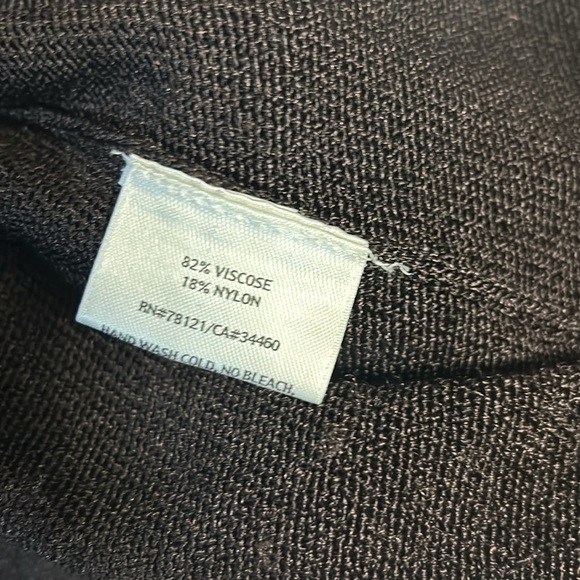 82% VISCOSE
18% NYLON
RN#78121/CA#34460
HAND WASH COLD, NO BLEACH